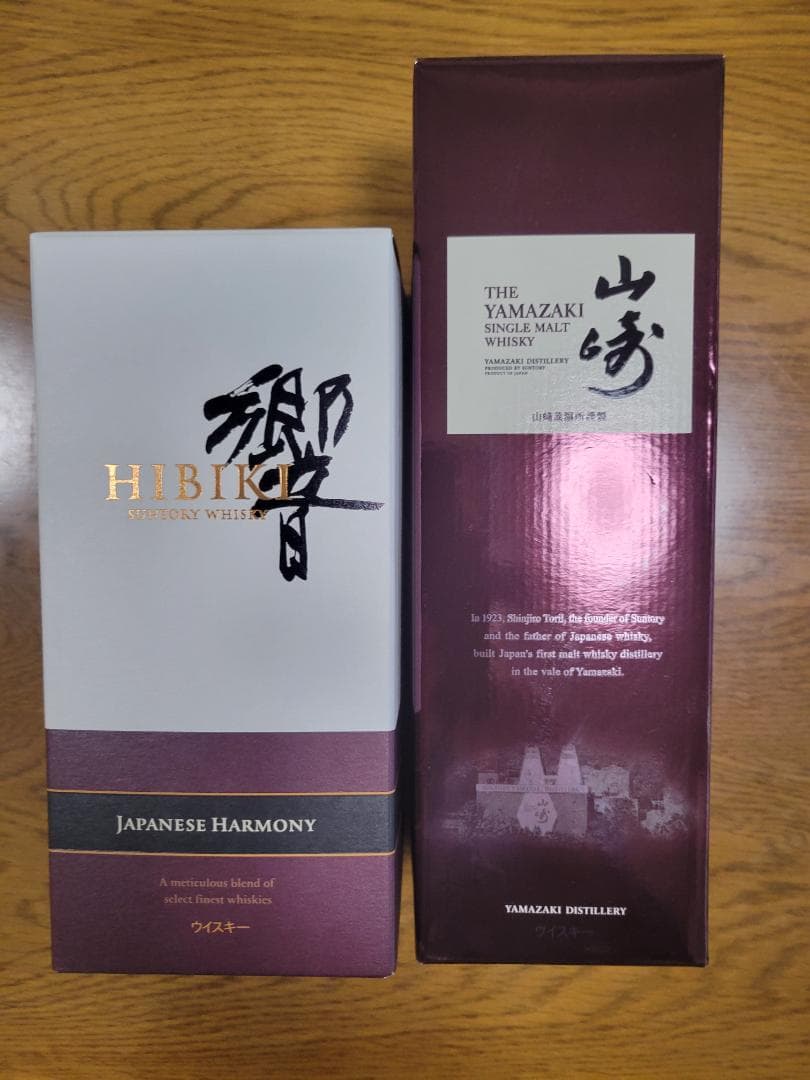 響
HIBIKI
SUNTORY WHISKY
JAPANESE HARMONY
A meticulous blend of
select finest whiskies
ウイスキー
THE
YAMAZAKI
SINGLE MALT
WHISKY
山崎
YAMAZAKI DISTILLERY
PRODUCED BY SUNTORY
PRODUCT OF JAPAN
山崎蒸溜所謹製
In 1923, Shinjiro Torii, the founder of Suntory
and the father of Japanese whisky,
built Japan's first malt whisky distillery
in the vale of Yamazaki.
山崎
YAMAZAKI DISTILLERY
ウイスキー